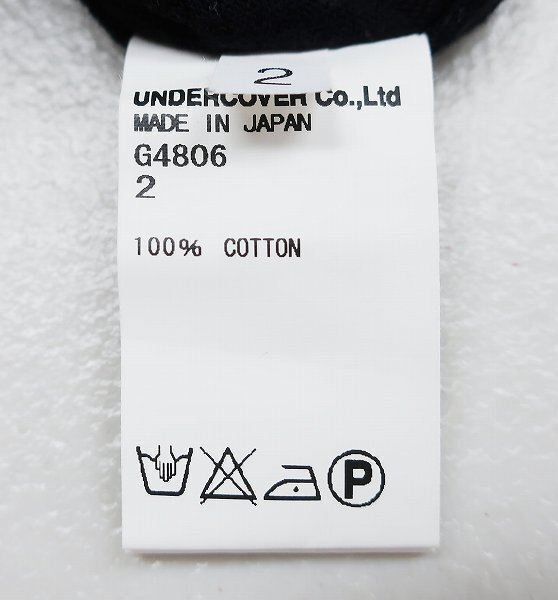 2
UNDERCOVER Co.,Ltd
MADE IN JAPAN
G4806
2
100% COTTON
P